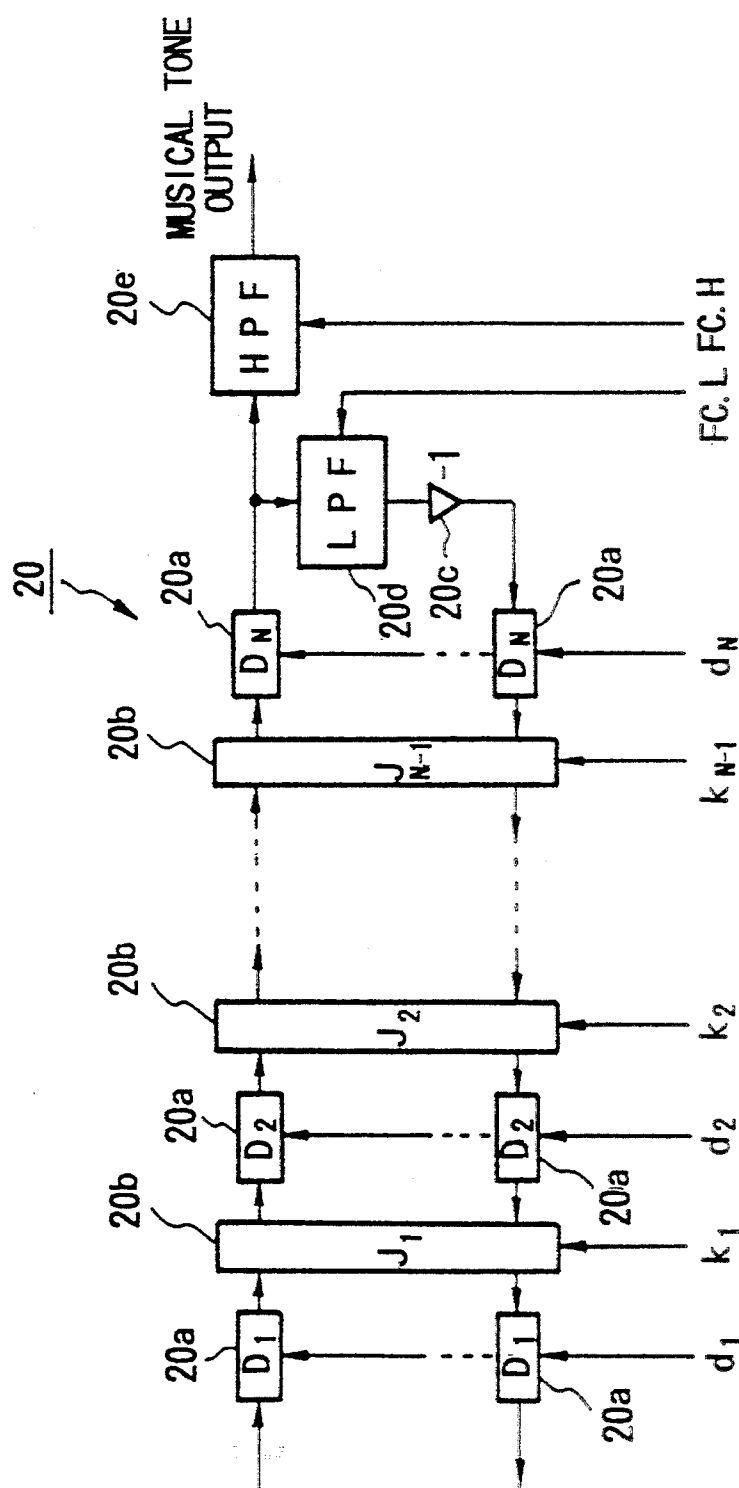 20
20a
20b
20a
20b
20b
20a
20e
MUSICAL TONE
OUTPUT
D1
J1
D2
J2
JN-1
DN
HPF
LPF
-1
20d
20c
D1
D2
DN
20a
20a
20a
d1
k1
d2
k2
kN-1
dN
FC.L
FC.H